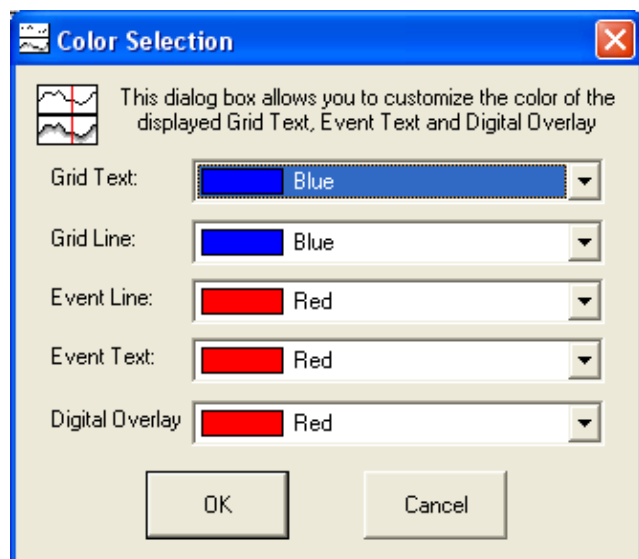 Color Selection
This dialog box allows you to customize the color of the
displayed Grid Text, Event Text and Digital Overlay
Grid Text: Blue
Grid Line: Blue
Event Line: Red
Event Text: Red
Digital Overlay Red
OK Cancel